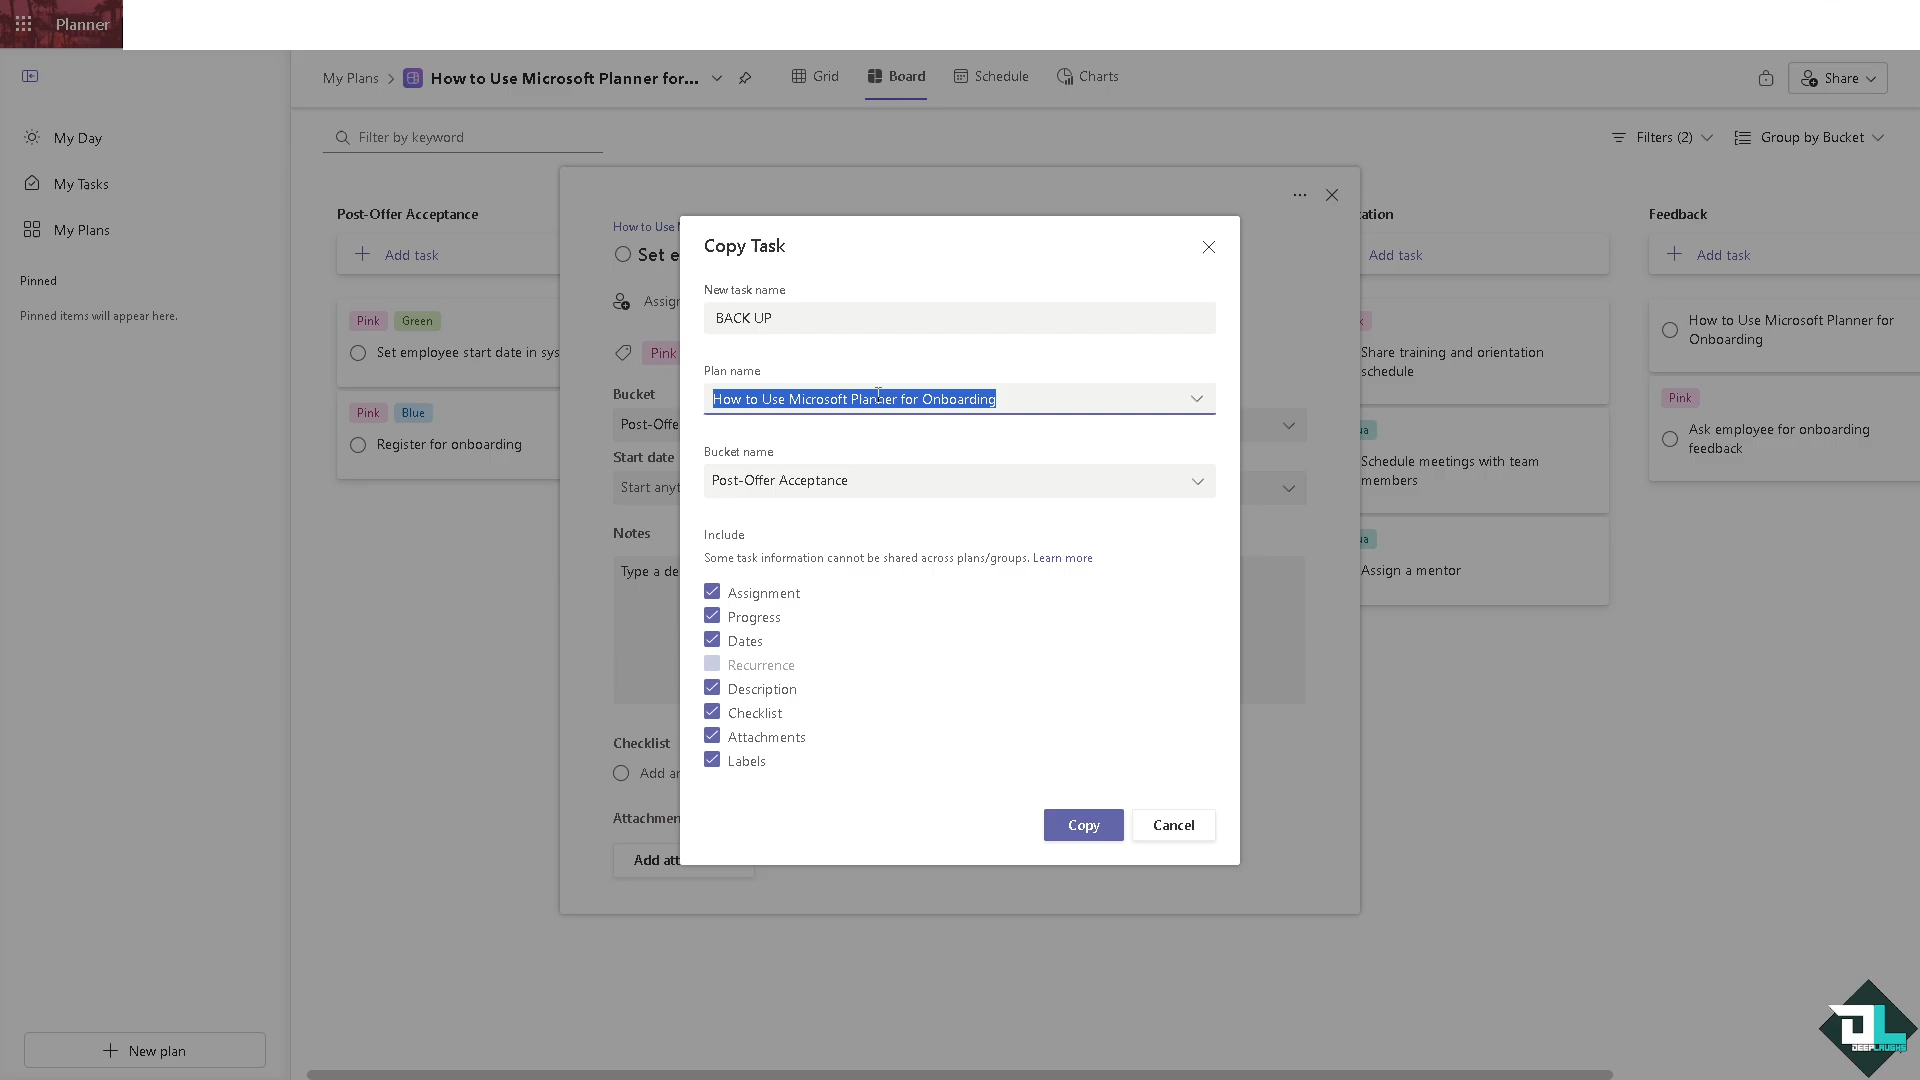 Planner
My Plans
How to Use Microsoft Planner for...
Grid
Board
Schedule
Charts
Share
My Day
My Tasks
My Plans
Pinned
Pinned items will appear here.
New plan
Filter by keyword
Filters (2)
Group by Bucket
Post-Offer Acceptance
Add task
Pink
Green
Set employee start date in sys
Pink
Blue
Register for onboarding
How to Use
Set e
Assign
Pink
Bucket
Post-Offe
Start date
Start anyt
Notes
Type a de
Checklist
Add an
Attachmen
Add att
Copy Task
New task name
BACK UP
Plan name
How to Use Microsoft Planner for Onboarding
Bucket name
Post-Offer Acceptance
Include
Some task information cannot be shared across plans/groups. Learn more
Assignment
Progress
Dates
Recurrence
Description
Checklist
Attachments
Labels
Copy
Cancel
tation
Add task
k
Share training and orientation
schedule
ua
Schedule meetings with team
members
ua
Assign a mentor
Feedback
Add task
How to Use Microsoft Planner for
Onboarding
Pink
Ask employee for onboarding
feedback
DL
DEEPLAUGHS